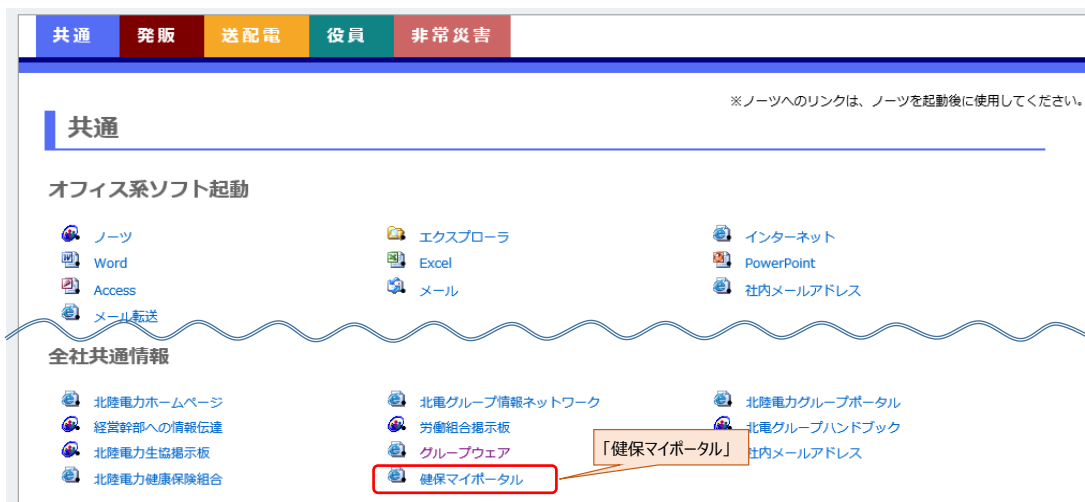 共通 発販 送配電 役員 非常災害
※ノーツへのリンクは、ノーツを起動後に使用してください。
共通
オフィス系ソフト起動
ノーツ エクスプローラ インターネット
Word Excel PowerPoint
Access メール 社内メールアドレス
メール転送
全社共通情報
北陸電力ホームページ 北電グループ情報ネットワーク 北陸電力グループポータル
経営幹部への情報伝達 労働組合掲示板 北電グループハンドブック
北陸電力生協掲示板 グループウェア 「健保マイポータル」 社内メールアドレス
北陸電力健康保険組合 健保マイポータル